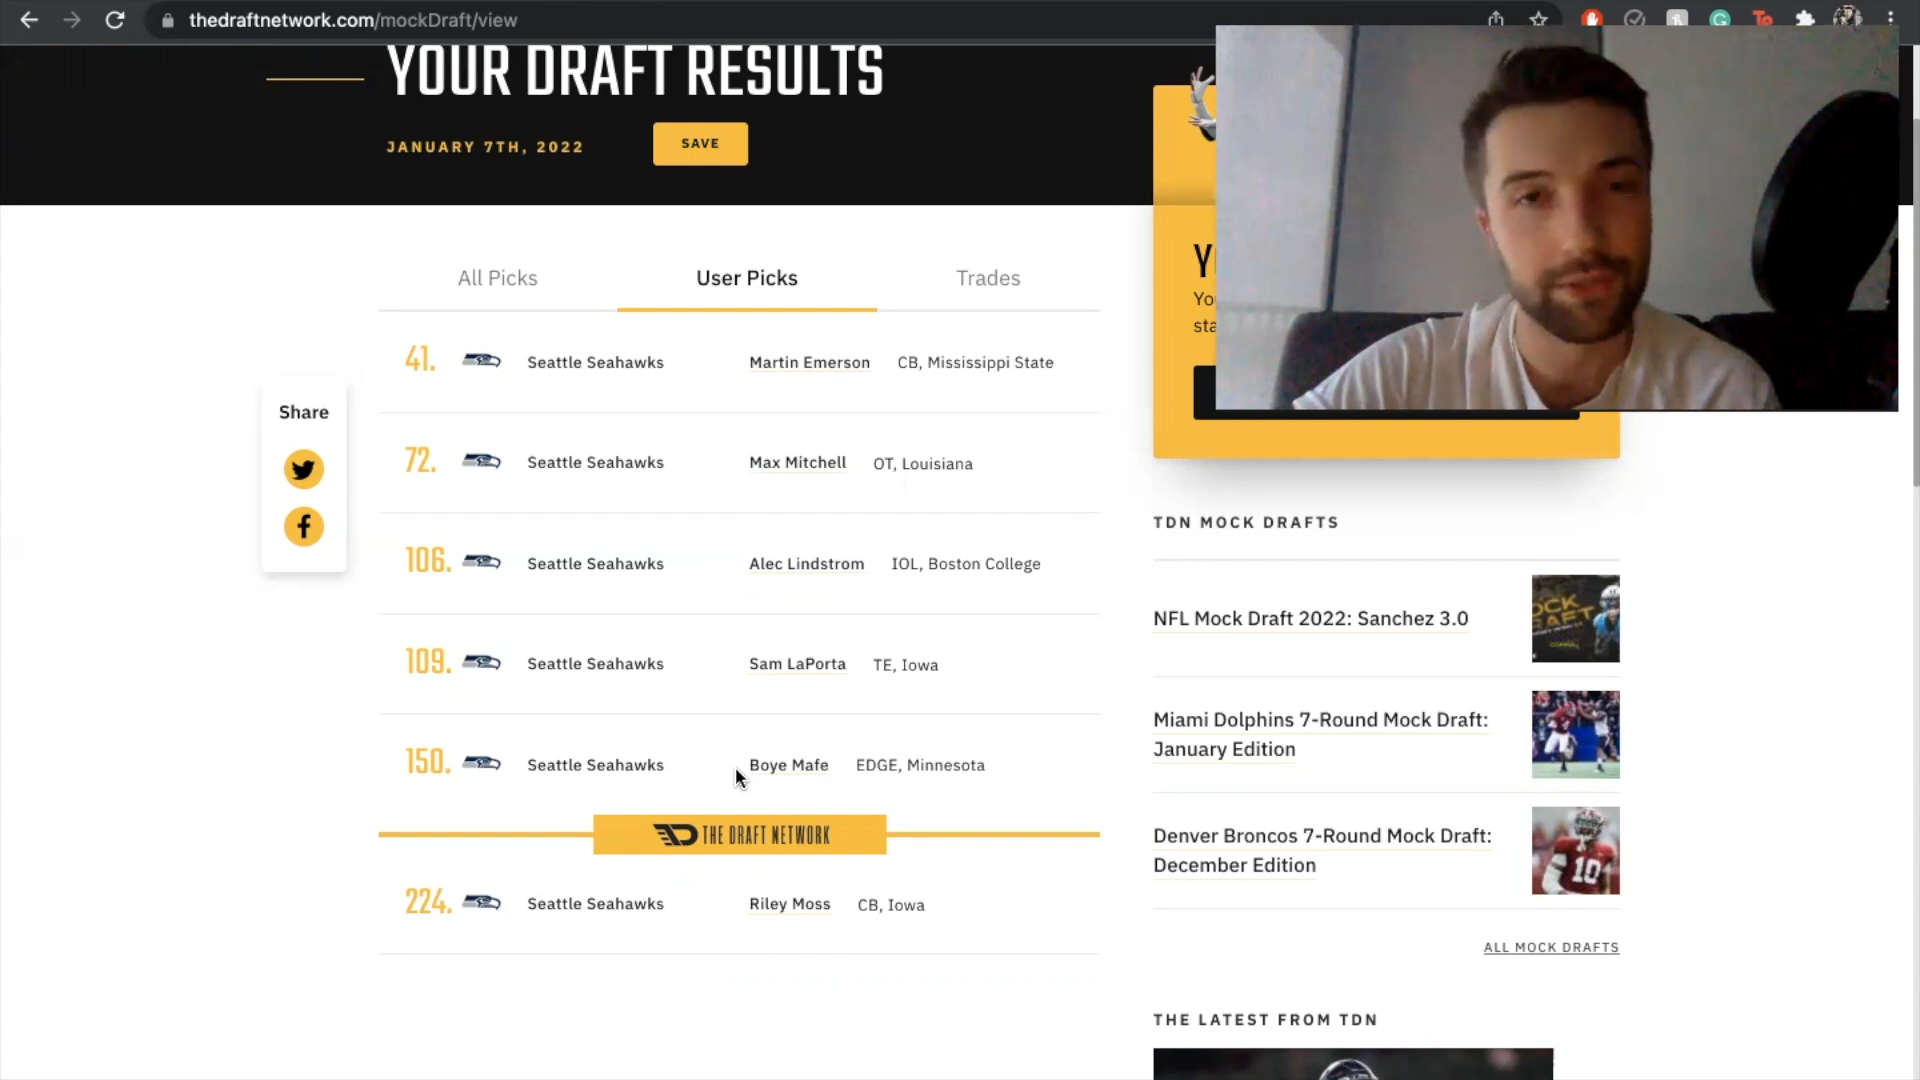 thedraftnetwork.com/mockDraft/view
YOUR DRAFT RESULTS
JANUARY 7TH, 2022
SAVE
All Picks
User Picks
Trades
41. Seattle Seahawks Martin Emerson CB, Mississippi State
72. Seattle Seahawks Max Mitchell OT, Louisiana
106. Seattle Seahawks Alec Lindstrom IOL, Boston College
109. Seattle Seahawks Sam LaPorta TE, Iowa
150. Seattle Seahawks Boye Mafe EDGE, Minnesota
THE DRAFT NETWORK
224. Seattle Seahawks Riley Moss CB, Iowa
Share
TDN MOCK DRAFTS
NFL Mock Draft 2022: Sanchez 3.0
Miami Dolphins 7-Round Mock Draft:
January Edition
Denver Broncos 7-Round Mock Draft:
December Edition
10
ALL MOCK DRAFTS
THE LATEST FROM TDN